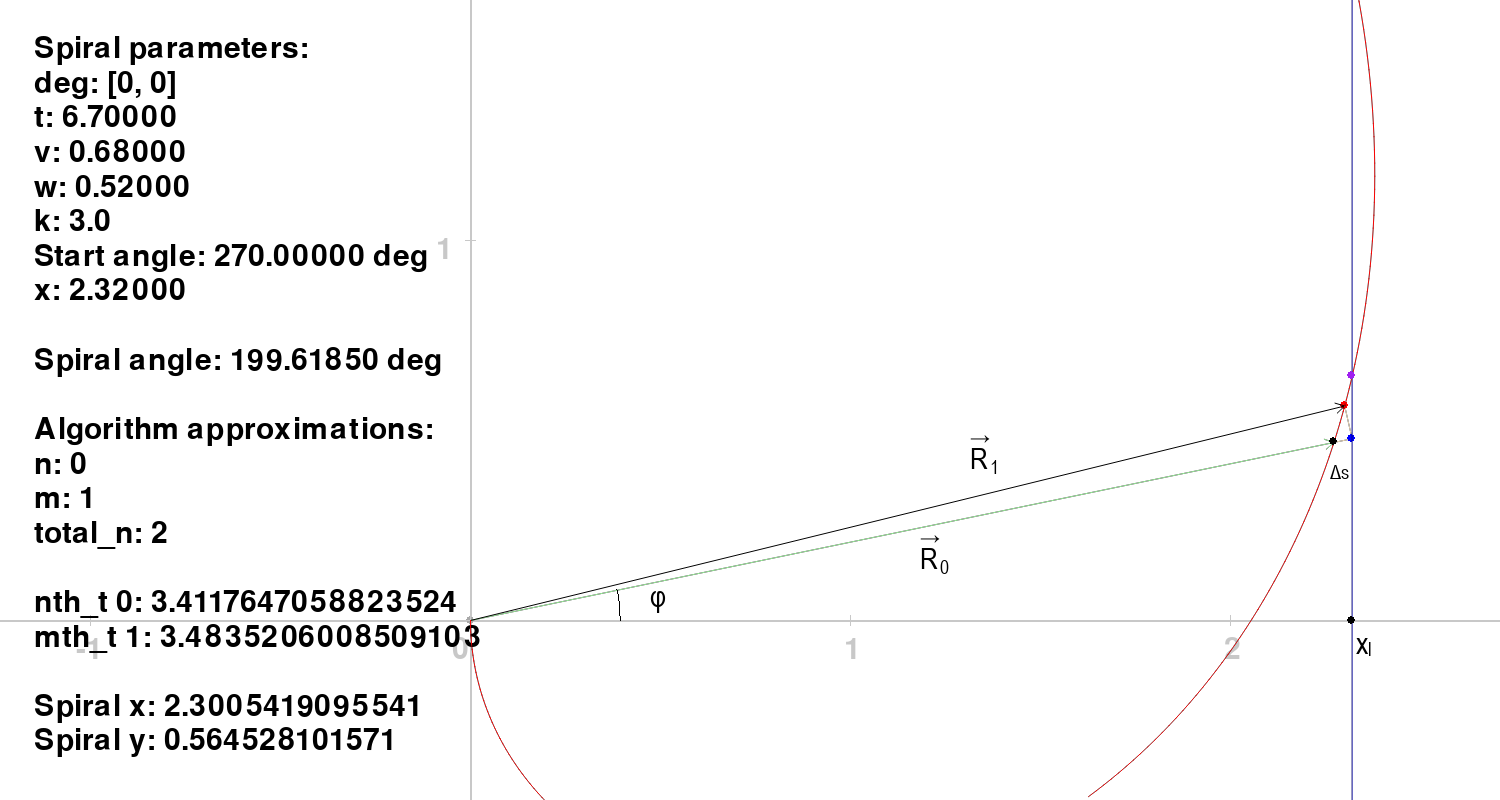 Spiral parameters:
deg: [0, 0]
t: 6.70000
v: 0.68000
w: 0.52000
k: 3.0
Start angle: 270.00000 deg
x: 2.32000
Spiral angle: 199.61850 deg
Algorithm approximations:
n: 0
m: 1
total_n: 2
nth_t 0: 3.4117647058823524
mth_t 1: 3.4835206008509103
Spiral x: 2.3005419095541
Spiral y: 0.564528101571
1
R₁
Δs
R₀
φ
-1
0
1
2
xₗ